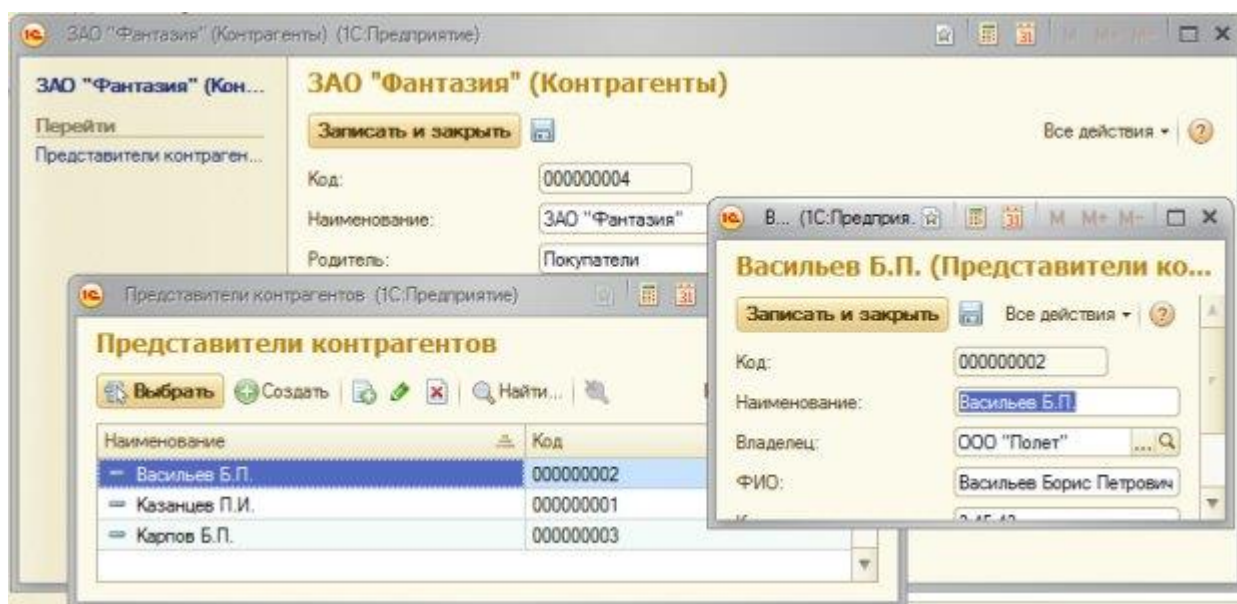 ЗАО "Фантазия" (Контрагенты) (1С:Предприятие)
31 M M+ M-
ЗАО "Фантазия" (Кон...
Перейти
Представители контраген...
ЗАО "Фантазия" (Контрагенты)
Записать и закрыть
Все действия
Код: 000000004
Наименование: ЗАО "Фантазия"
Родитель: Покупатели
Представители контрагентов (1С:Предприятие)
31
Представители контрагентов
Выбрать Создать Найти...
Наименование Код
Васильев Б.П. 000000002
Казанцев П.И. 000000001
Карпов Б.П. 000000003
В... (1С:Предприя.
31 M M+ M-
Васильев Б.П. (Представители ко...
Записать и закрыть Все действия
Код: 000000002
Наименование: Васильев Б.П.
Владелец: ООО "Полет" ...
ФИО: Васильев Борис Петрович